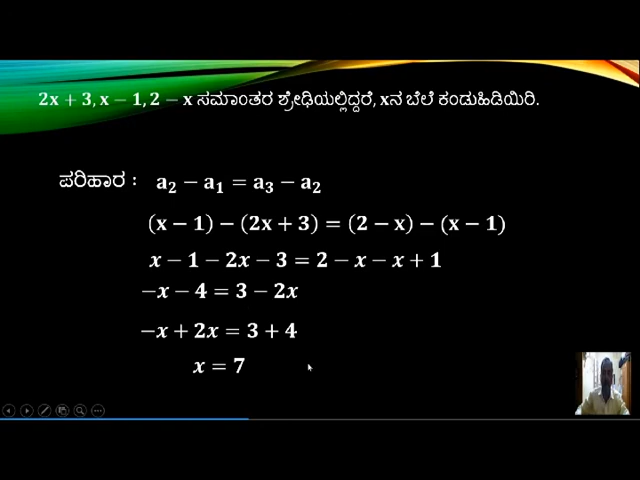 2x + 3, x − 1, 2 − x ಸಮಾಂತರ ಶ್ರೇಢಿಯಲ್ಲಿದ್ದರೆ, xನ ಬೆಲೆ ಕಂಡುಹಿಡಿಯಿರಿ.
ಪರಿಹಾರ : a₂ − a₁ = a₃ − a₂
(x − 1) − (2x + 3) = (2 − x) − (x − 1)
x − 1 − 2x − 3 = 2 − x − x + 1
−x − 4 = 3 − 2x
−x + 2x = 3 + 4
x = 7